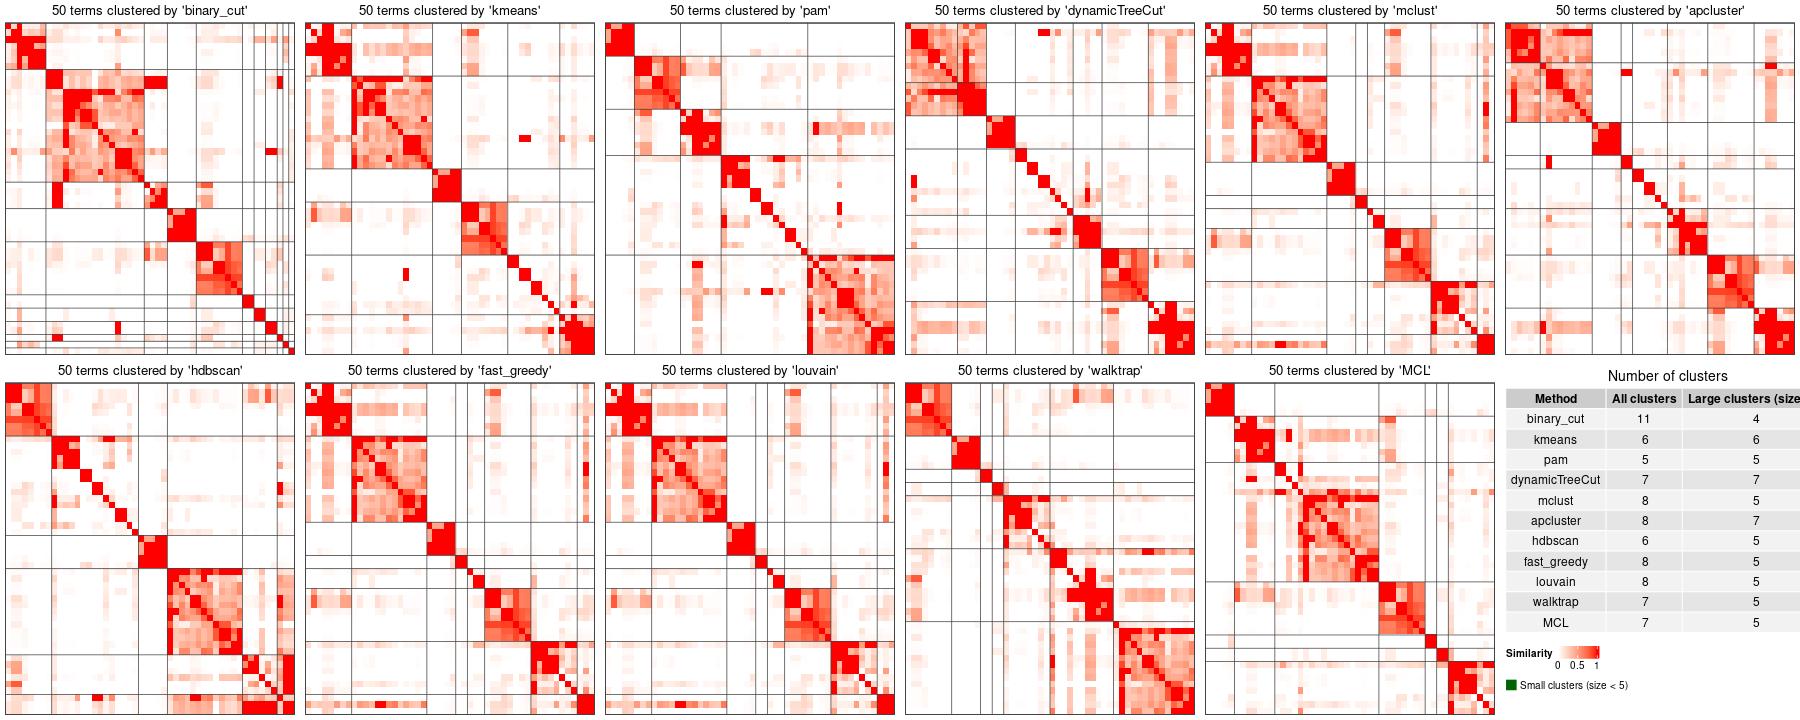 50 terms clustered by 'binary_cut'
50 terms clustered by 'kmeans'
50 terms clustered by 'pam'
50 terms clustered by 'dynamicTreeCut'
50 terms clustered by 'mclust'
50 terms clustered by 'apcluster'
50 terms clustered by 'hdbscan'
50 terms clustered by 'fast_greedy'
50 terms clustered by 'louvain'
50 terms clustered by 'walktrap'
50 terms clustered by 'MCL'
Number of clusters
Method All clusters Large clusters (size
binary_cut 11 4
kmeans 6 6
pam 5 5
dynamicTreeCut 7 7
mclust 8 5
apcluster 8 7
hdbscan 6 5
fast_greedy 8 5
louvain 8 5
walktrap 7 5
MCL 7 5
Similarity
0 0.5 1
Small clusters (size < 5)